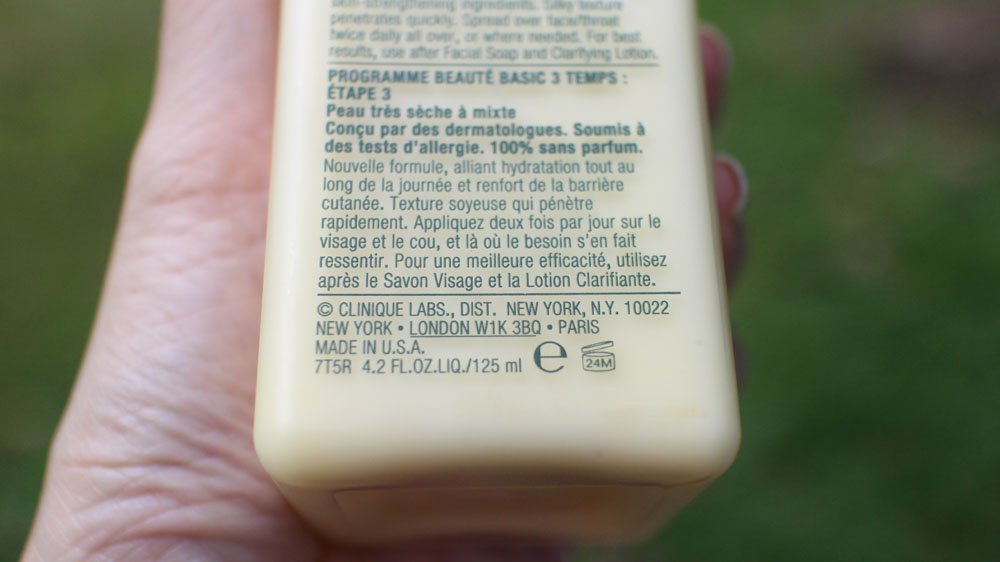 skin-strengthening ingredients. Silky texture
penetrates quickly. Spread over face/throat
twice daily all over, or where needed. For best
results, use after Facial Soap and Clarifying Lotion.
PROGRAMME BEAUTÉ BASIC 3 TEMPS :
ÉTAPE 3
Peau très sèche à mixte
Conçu par des dermatologues. Soumis à
des tests d'allergie. 100% sans parfum.
Nouvelle formule, alliant hydratation tout au
long de la journée et renfort de la barrière
cutanée. Texture soyeuse qui pénètre
rapidement. Appliquez deux fois par jour sur le
visage et le cou, et là où le besoin s'en fait
ressentir. Pour une meilleure efficacité, utilisez
après le Savon Visage et la Lotion Clarifiante.
© CLINIQUE LABS., DIST. NEW YORK, N.Y. 10022
NEW YORK • LONDON W1K 3BQ • PARIS
MADE IN U.S.A.
7T5R 4.2 FL.OZ.LIQ./125 ml e 24M